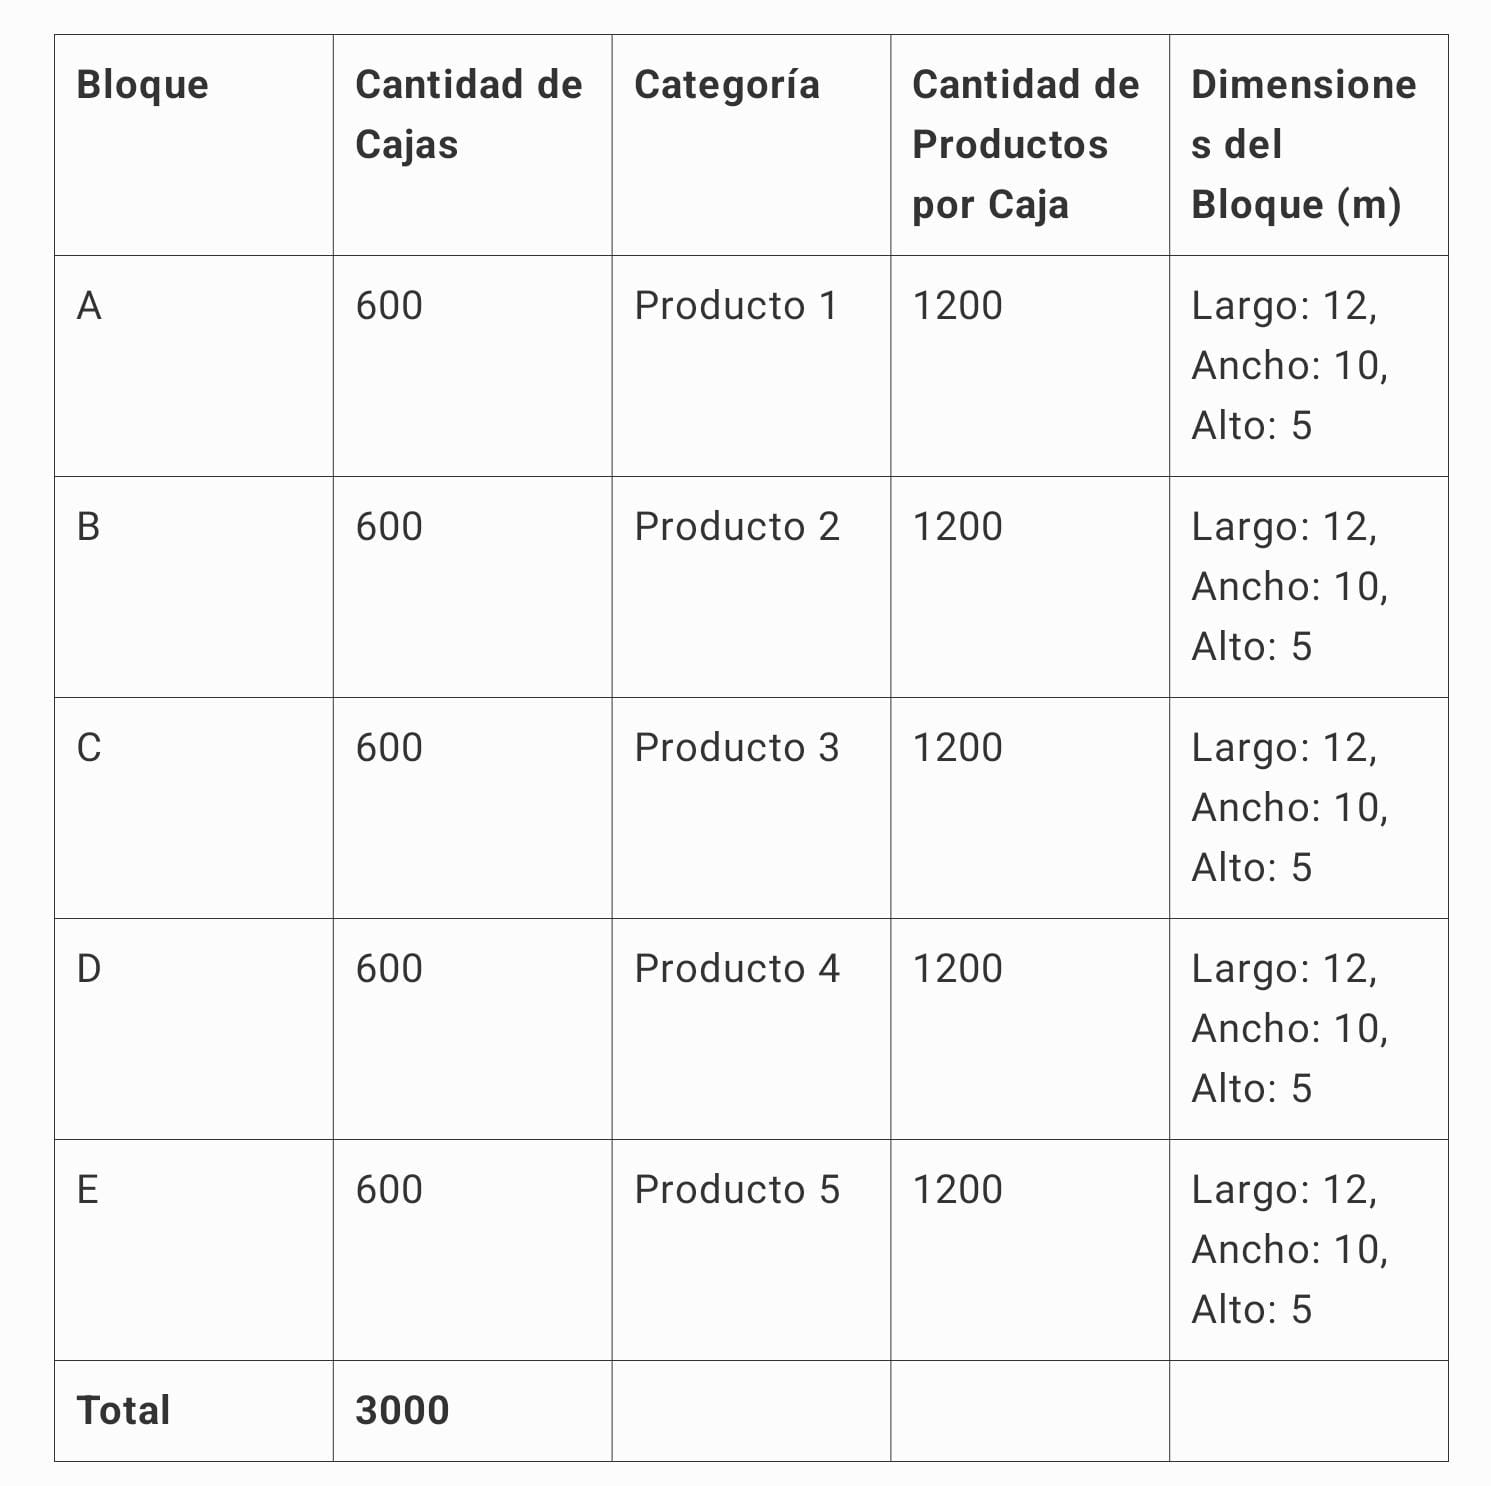 Bloque
Cantidad de
Cajas
Categoría
Cantidad de
Productos
por Caja
Dimensione
s del
Bloque (m)
A
600
Producto 1
1200
Largo: 12,
Ancho: 10,
Alto: 5
B
600
Producto 2
1200
Largo: 12,
Ancho: 10,
Alto: 5
C
600
Producto 3
1200
Largo: 12,
Ancho: 10,
Alto: 5
D
600
Producto 4
1200
Largo: 12,
Ancho: 10,
Alto: 5
E
600
Producto 5
1200
Largo: 12,
Ancho: 10,
Alto: 5
Total
3000